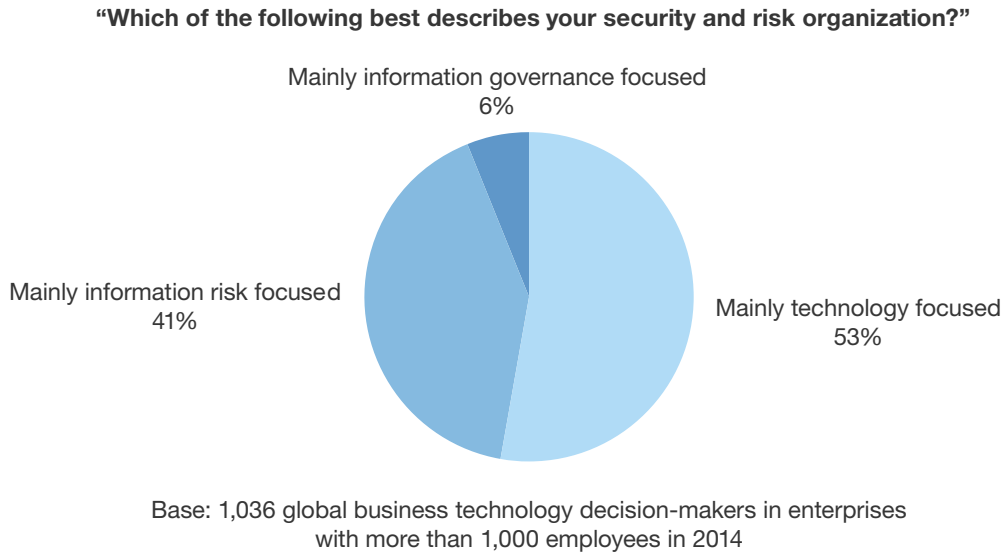 “Which of the following best describes your security and risk organization?”
Mainly information governance focused
6%
Mainly information risk focused
41%
Mainly technology focused
53%
Base: 1,036 global business technology decision-makers in enterprises
with more than 1,000 employees in 2014